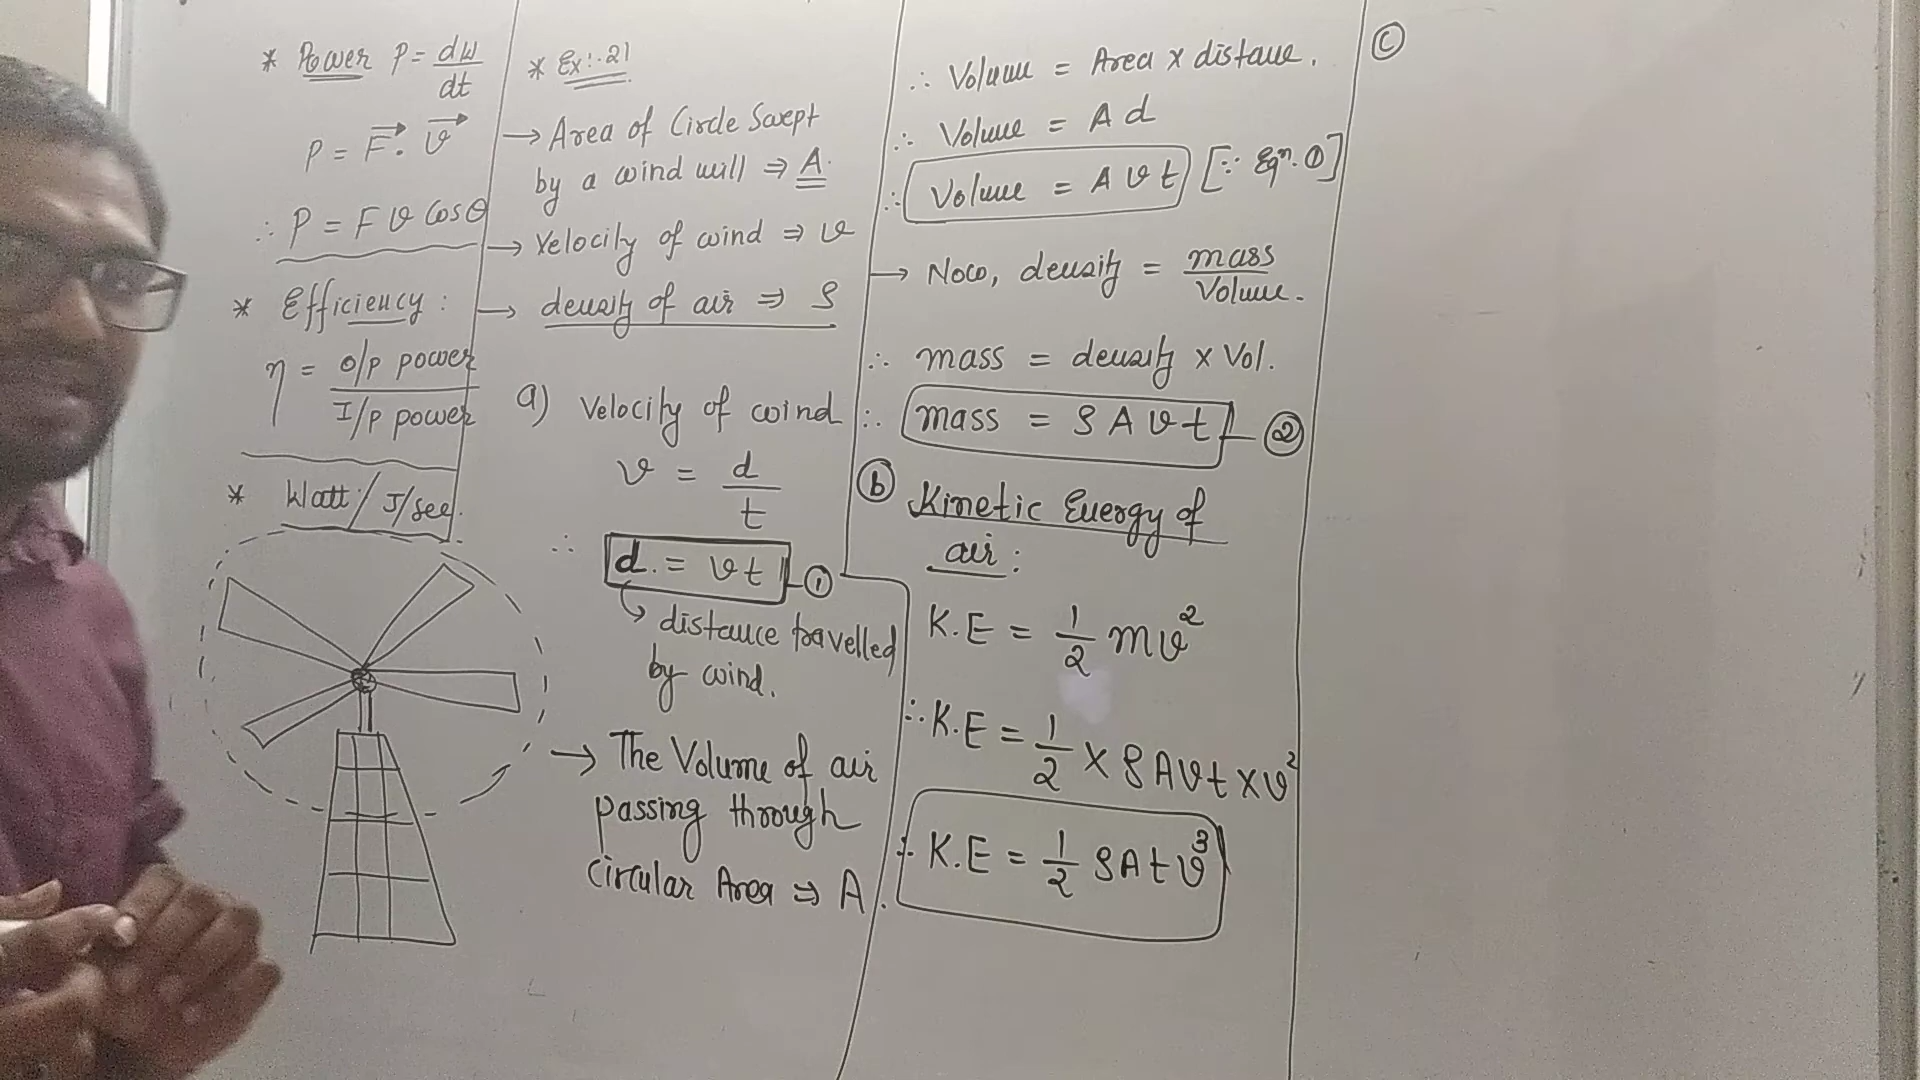 * Power P = dW/dt
P = F⃗ . v⃗
∴ P = F v Cosθ
* Efficiency :
η = O/p power / I/p power
* Watt / J/sec.
* Ex:-21
→ Area of Circle Swept
by a wind mill ⇒ A.
→ Velocity of wind ⇒ v
→ density of air ⇒ ρ
a) Velocity of wind
v = d/t
∴ d = vt — ①
↳ distance travelled
by wind.
→ The Volume of air
passing through
Circular Area ⇒ A.
∴ Volume = Area x distance.
∴ Volume = A d
∴ Volume = A v t [∵ Eqⁿ. ①]
→ Now, density = mass / Volume.
∴ mass = density x Vol.
∴ mass = ρ A v t — ②
ⓑ Kinetic Energy of
air :
K.E = 1/2 mv²
∴ K.E = 1/2 x ρ A v t x v²
∴ K.E = 1/2 ρ A t v³
ⓒ